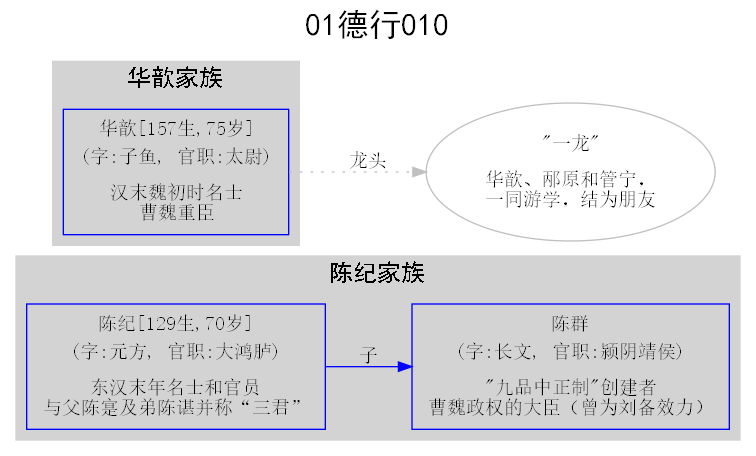 01德行010
华歆家族
华歆[157生,75岁]
(字:子鱼, 官职:太尉)
汉末魏初时名士
曹魏重臣
龙头
"一龙"
华歆、邴原和管宁，
一同游学，结为朋友
陈纪家族
陈纪[129生,70岁]
(字:元方, 官职:大鸿胪)
东汉末年名士和官员
与父陈寔及弟陈谌并称“三君”
子
陈群
(字:长文, 官职:颍阴靖侯)
"九品中正制"创建者
曹魏政权的大臣（曾为刘备效力）